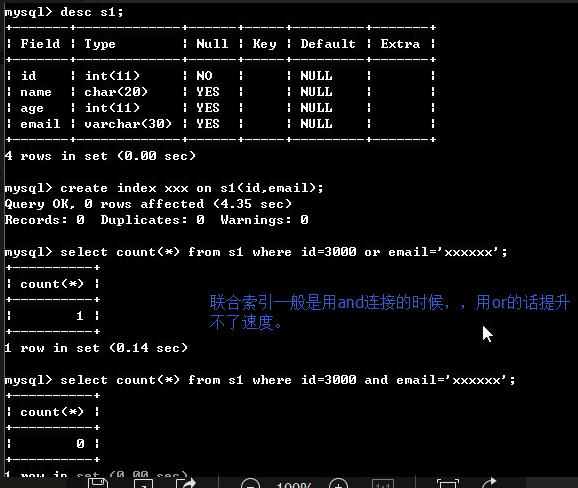 mysql> desc s1;
+-------+-------------+------+-----+---------+-------+
| Field | Type | Null | Key | Default | Extra |
+-------+-------------+------+-----+---------+-------+
| id | int(11) | NO | | NULL | |
| name | char(20) | YES | | NULL | |
| age | int(11) | YES | | NULL | |
| email | varchar(30) | YES | | NULL | |
+-------+-------------+------+-----+---------+-------+
4 rows in set (0.00 sec)
mysql> create index xxx on s1(id,email);
Query OK, 0 rows affected (4.35 sec)
Records: 0 Duplicates: 0 Warnings: 0
mysql> select count(*) from s1 where id=3000 or email='xxxxxx';
+----------+
| count(*) |
+----------+
| 1 |
+----------+
1 row in set (0.14 sec)
联合索引一般是用and连接的时候，，用or的话提升
不了速度。
mysql> select count(*) from s1 where id=3000 and email='xxxxxx';
+----------+
| count(*) |
+----------+
| 0 |
+----------+
1 row in set (0.00 sec)
100%
1:1